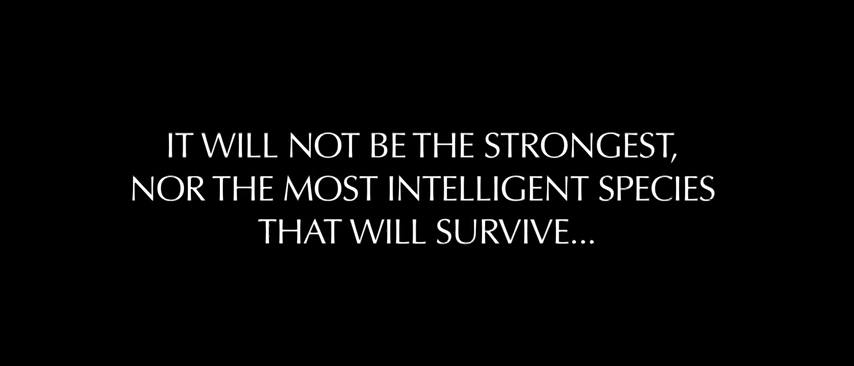 IT WILL NOT BE THE STRONGEST,
NOR THE MOST INTELLIGENT SPECIES
THAT WILL SURVIVE...